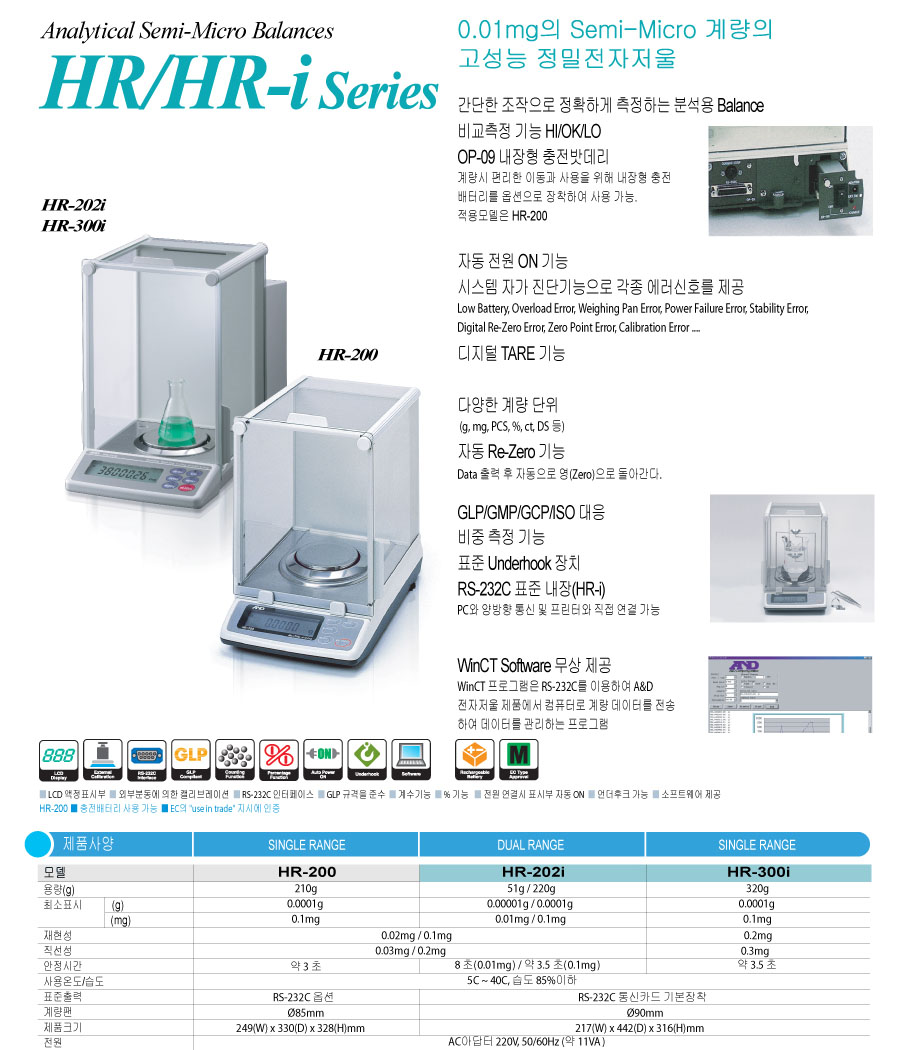 Analytical Semi-Micro Balances
HR/HR-i Series
0.01mg의 Semi-Micro 계량의
고성능 정밀전자저울
간단한 조작으로 정확하게 측정하는 분석용 Balance
비교측정 기능 HI/OK/LO
OP-09 내장형 충전밧데리
계량시 편리한 이동과 사용을 위해 내장형 충전
배터리를 옵션으로 장착하여 사용 가능.
적용모델은 HR-200
HR-202i
HR-300i
자동 전원 ON 기능
시스템 자가 진단기능으로 각종 에러신호를 제공
Low Battery, Overload Error, Weighing Pan Error, Power Failure Error, Stability Error,
Digital Re-Zero Error, Zero Point Error, Calibration Error ....
디지털 TARE 기능
HR-200
다양한 계량 단위
(g, mg, PCS, %, ct, DS 등)
자동 Re-Zero 기능
Data 출력 후 자동으로 영(Zero)으로 돌아간다.
GLP/GMP/GCP/ISO 대응
비중 측정 기능
표준 Underhook 장치
RS-232C 표준 내장(HR-i)
PC와 양방향 통신 및 프린터와 직접 연결 가능
AND
WinCT Software 무상 제공
WinCT 프로그램은 RS-232C를 이용하여 A&D
전자저울 제품에서 컴퓨터로 계량 데이터를 전송
하여 데이터를 관리하는 프로그램
AND
888 GLP % ON M
LCD Display External Calibration RS-232C Interface GLP Compliant Counting Function Percentage Function Auto Power ON Underhook Software Rechargeable Battery EC Type Approval
LCD 액정표시부 외부분동에 의한 캘리브레이션 RS-232C 인터페이스 GLP 규격을 준수 계수기능 % 기능 전원 연결시 표시부 자동 ON 언더후크 가능 소프트웨어 제공
HR-200 충전배터리 사용 가능 EC의 "use in trade" 지시에 인증
제품사양 SINGLE RANGE DUAL RANGE SINGLE RANGE
모델 HR-200 HR-202i HR-300i
용량(g) 210g 51g / 220g 320g
최소표시 (g) 0.0001g 0.00001g / 0.0001g 0.0001g
(mg) 0.1mg 0.01mg / 0.1mg 0.1mg
재현성 0.02mg / 0.1mg 0.2mg
직선성 0.03mg / 0.2mg 0.3mg
안정시간 약 3 초 8 초(0.01mg) / 약 3.5 초(0.1mg) 약 3.5 초
사용온도/습도 5C ~ 40C, 습도 85%이하
표준출력 RS-232C 옵션 RS-232C 통신카드 기본장착
계량팬 Ø85mm Ø90mm
제품크기 249(W) x 330(D) x 328(H)mm 217(W) x 442(D) x 316(H)mm
전원 AC아답터 220V, 50/60Hz (약 11VA )